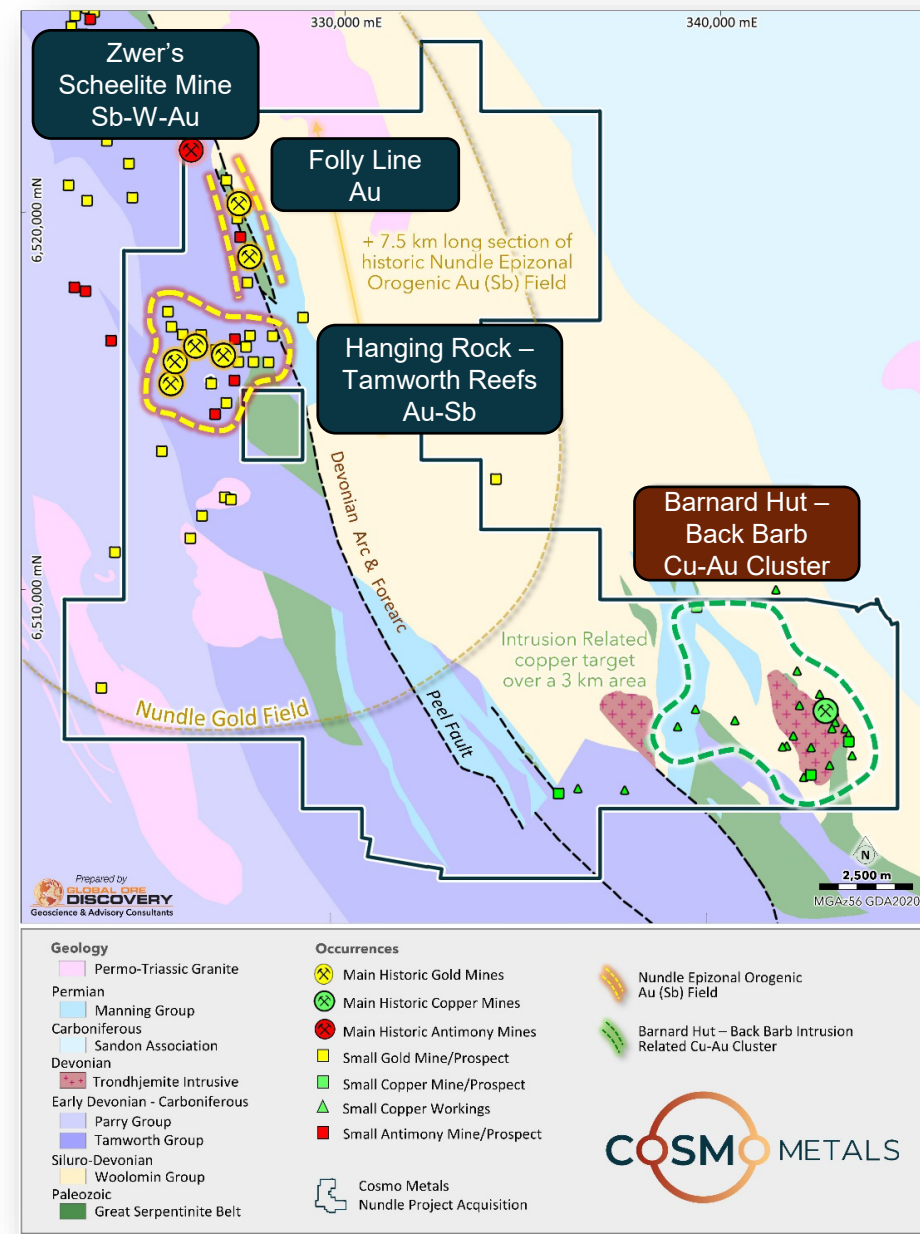 330,000 mE
340,000 mE
Zwer's
Scheelite Mine
Sb-W-Au
Folly Line
Au
6,520,000 mN
+ 7.5 km long section of
historic Nundle Epizonal
Orogenic Au (Sb) Field
Hanging Rock –
Tamworth Reefs
Au-Sb
Devonian Arc & Forearc
Barnard Hut –
Back Barb
Cu-Au Cluster
6,510,000 mN
Intrusion Related
copper target
over a 3 km area
Nundle Gold Field
Peel Fault
Prepared by
GLOBAL ORE
DISCOVERY
Geoscience & Advisory Consultants
N
2,500 m
MGAz56 GDA2020
Geology
Permo-Triassic Granite
Permian
Manning Group
Carboniferous
Sandon Association
Devonian
Trondhjemite Intrusive
Early Devonian - Carboniferous
Parry Group
Tamworth Group
Siluro-Devonian
Woolomin Group
Paleozoic
Great Serpentinite Belt
Occurrences
Main Historic Gold Mines
Main Historic Copper Mines
Main Historic Antimony Mines
Small Gold Mine/Prospect
Small Copper Mine/Prospect
Small Copper Workings
Small Antimony Mine/Prospect
Cosmo Metals
Nundle Project Acquisition
Nundle Epizonal Orogenic
Au (Sb) Field
Barnard Hut – Back Barb Intrusion
Related Cu-Au Cluster
COSMO METALS